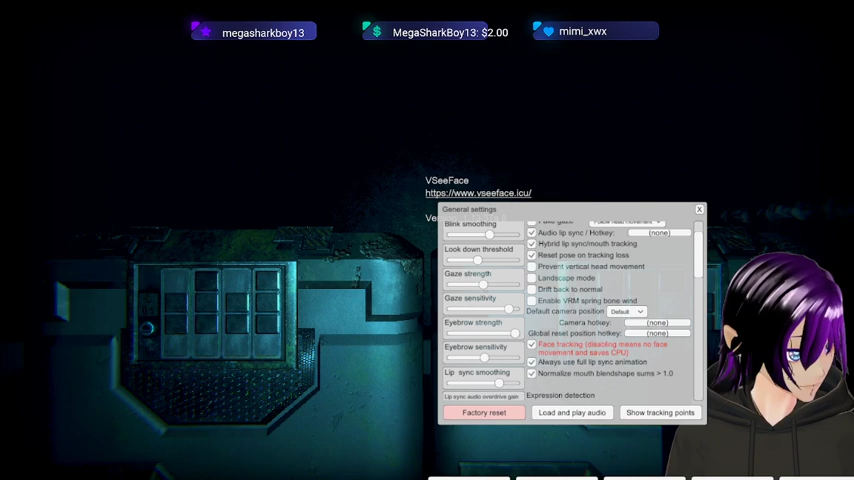 megasharkboy13
MegaSharkBoy13: $2.00
mimi_xwx
VSeeFace
https://www.vseeface.icu/
General settings
X
Blink smoothing
Look down threshold
Gaze strength
Gaze sensitivity
Eyebrow strength
Eyebrow sensitivity
Lip sync smoothing
Lip sync audio overdrive gain
Audio lip sync / Hotkey:
(none)
Hybrid lip sync/mouth tracking
Reset pose on tracking loss
Prevent vertical head movement
Landscape mode
Drift back to normal
Enable VRM spring bone wind
Default camera position
Default
Camera hotkey:
(none)
Global reset position hotkey:
(none)
Face tracking (disabling means no face
movement and saves CPU)
Always use full lip sync animation
Normalize mouth blendshape sums > 1.0
Expression detection
Factory reset
Load and play audio
Show tracking points